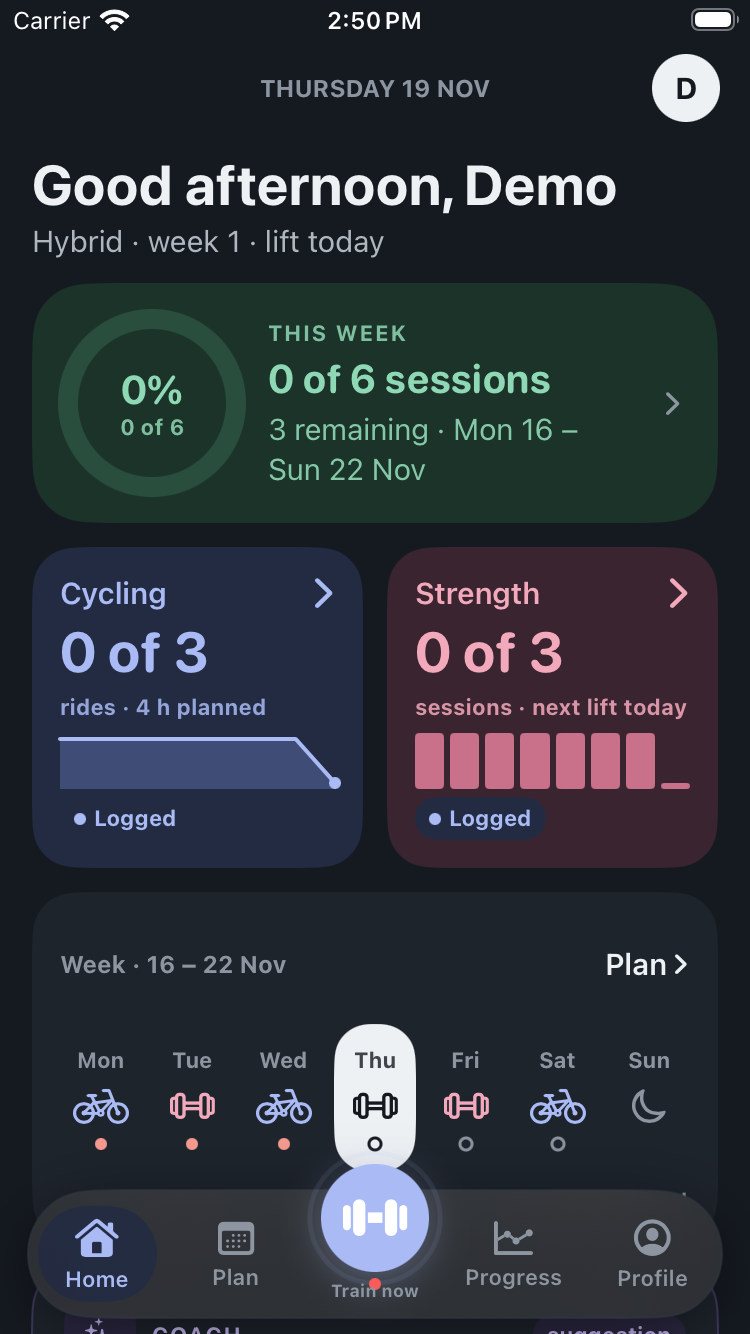 Carrier 2:50 PM
THURSDAY 19 NOV
D
Good afternoon, Demo
Hybrid · week 1 · lift today
THIS WEEK
0%
0 of 6
0 of 6 sessions
3 remaining · Mon 16 –
Sun 22 Nov
Cycling
0 of 3
rides · 4 h planned
Logged
Strength
0 of 3
sessions · next lift today
Logged
Week · 16 – 22 Nov
Plan
Mon Tue Wed Thu Fri Sat Sun
Home Plan Train now Progress Profile
COACH
suggestion